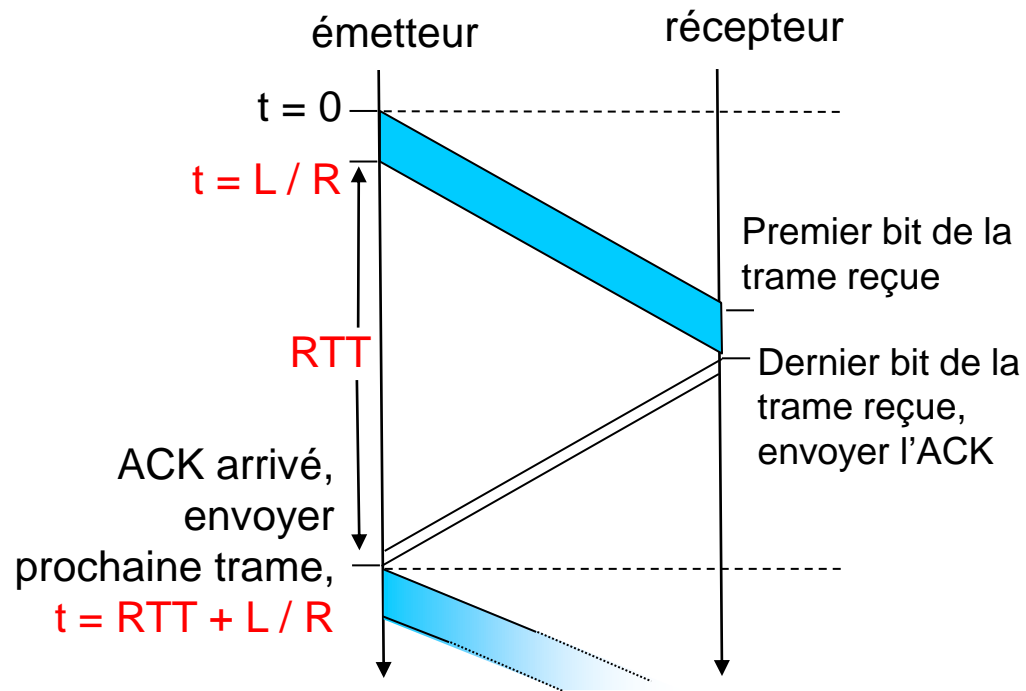 émetteur
récepteur
t = 0
t = L / R
Premier bit de la
trame reçue
RTT
Dernier bit de la
trame reçue,
envoyer l’ACK
ACK arrivé,
envoyer
prochaine trame,
t = RTT + L / R